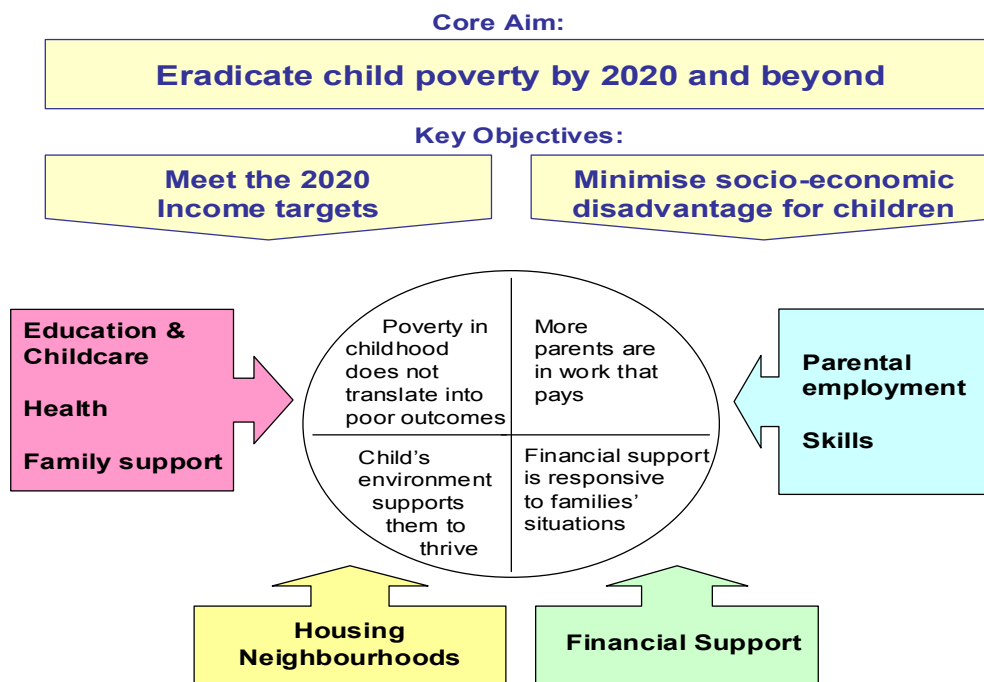 Core Aim:
Eradicate child poverty by 2020 and beyond
Key Objectives:
Meet the 2020
Income targets
Minimise socio-economic
disadvantage for children
Education &
Childcare
Health
Family support
Poverty in
childhood
does not
translate into
poor outcomes
More
parents are
in work that
pays
Child's
environment
supports
them to
thrive
Financial support
is responsive
to families'
situations
Parental
employment
Skills
Housing
Neighbourhoods
Financial Support